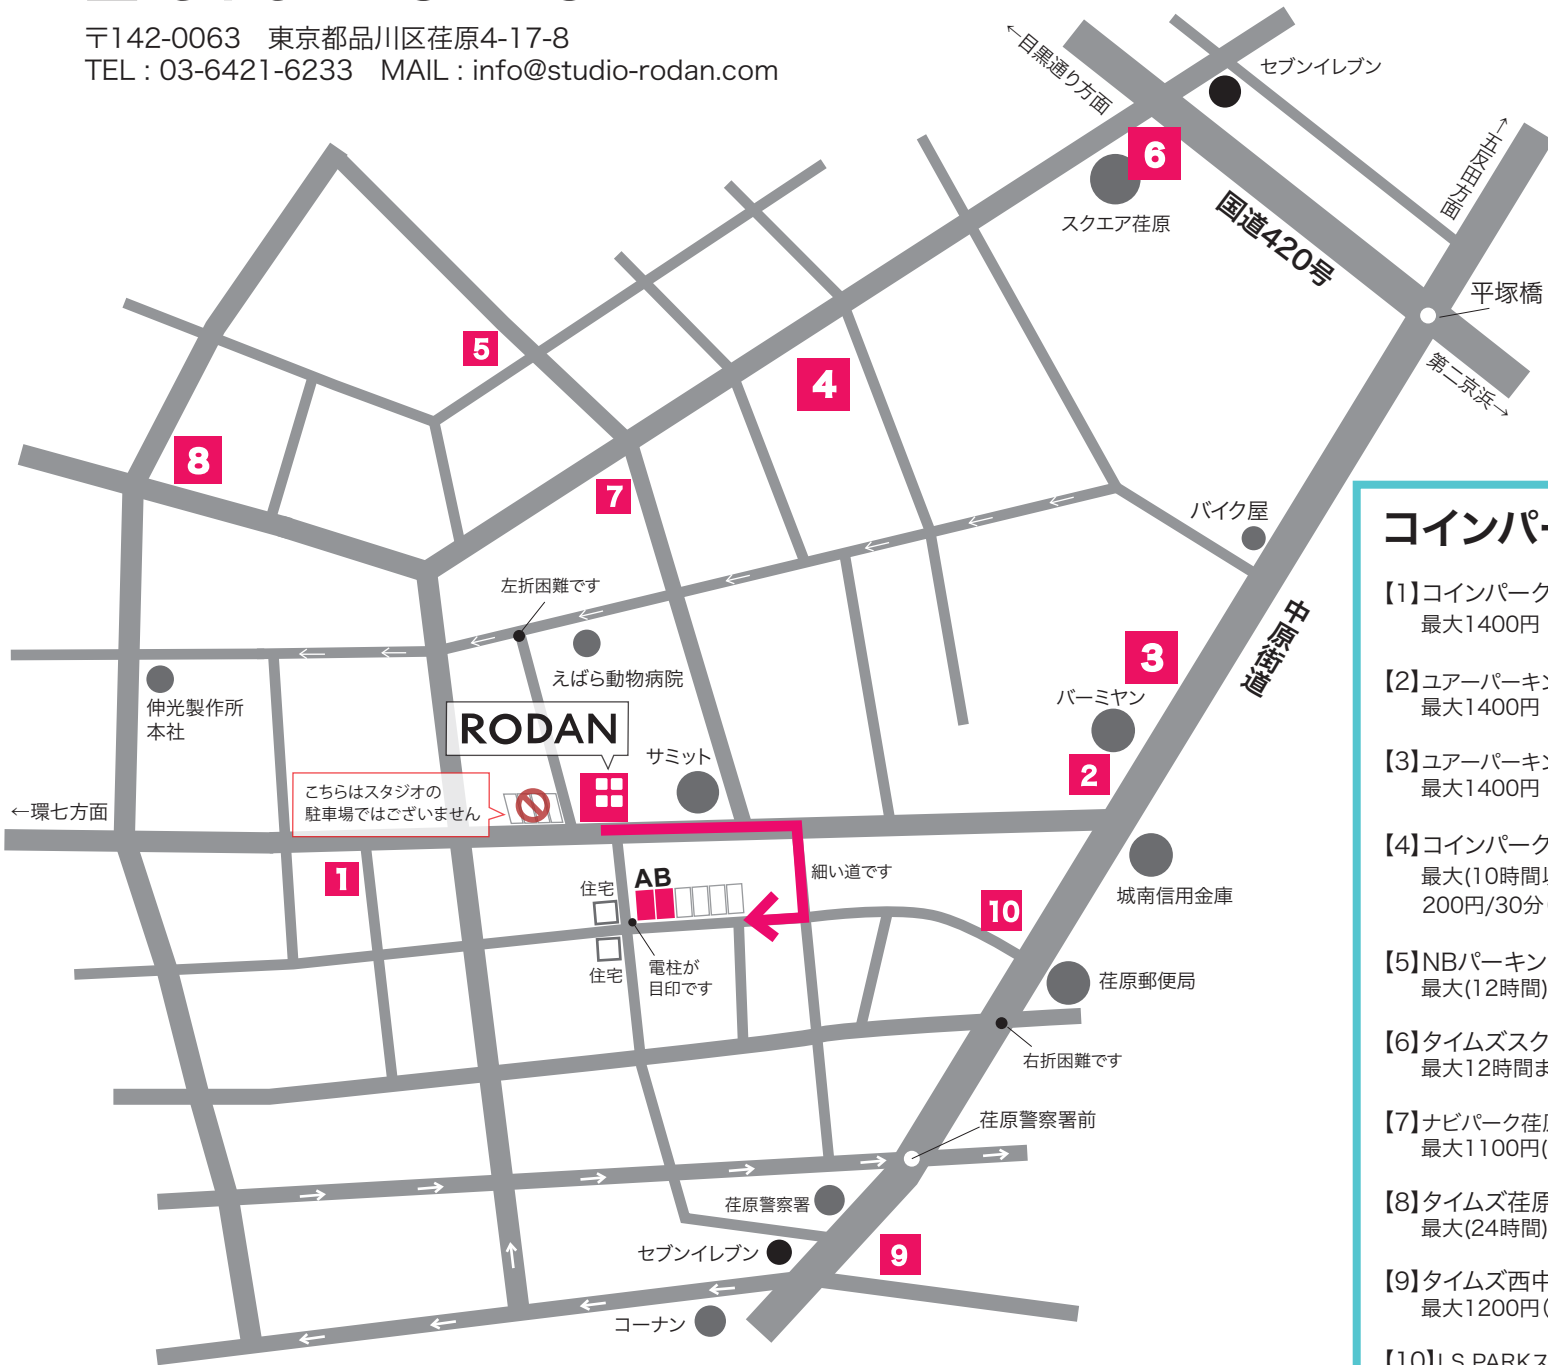 〒142-0063　東京都品川区荏原4-17-8
TEL : 03-6421-6233　MAIL : info@studio-rodan.com
←目黒通り方面
セブンイレブン
←五反田方面
6
スクエア荏原
国道420号
平塚橋
第二京浜→
5
4
8
7
バイク屋
中原街道
左折困難です
えばら動物病院
3
バーミヤン
伸光製作所
本社
RODAN
サミット
2
こちらはスタジオの
駐車場ではございません
←環七方面
1
住宅
AB
細い道です
城南信用金庫
10
住宅
電柱が
目印です
荏原郵便局
右折困難です
荏原警察署前
荏原警察署
セブンイレブン
9
コーナン
コインパー
【1】コインパーク
最大1400円
【2】ユアーパーキン
最大1400円
【3】ユアーパーキン
最大1400円
【4】コインパーク
最大(10時間以
200円/30分
【5】NBパーキン
最大(12時間)
【6】タイムズスク
最大12時間ま
【7】ナビパーク荏原
最大1100円(
【8】タイムズ荏原
最大(24時間)
【9】タイムズ西中
最大1200円(
【10】LS PARKス